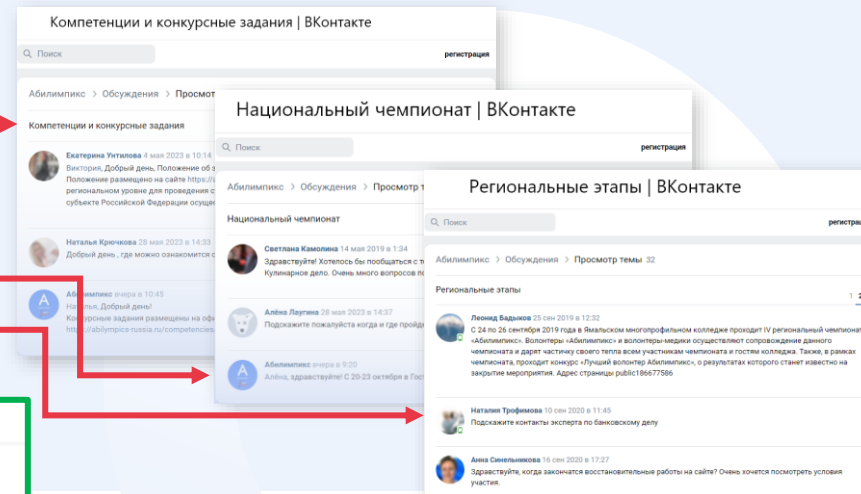 Компетенции и конкурсные задания | ВКонтакте
Поиск
регистрация
Абилимпикс > Обсуждения > Просмот
Компетенции и конкурсные задания
Екатерина Унтилова 4 мая 2023 в 10:14
Виктория, Добрый день, Положение об
Положение размещено на сайте https://
региональном уровне для проведения с
субъекте Российской Федерации осуще
Наталья Крючкова 28 мая 2023 в 14:33
Добрый день , где можно ознакомится с
Абилимпикс вчера в 10:45
Наталья, Добрый день!
Конкурсные задания размещены на оф
https://abilympics-russia.ru/competencies
Национальный чемпионат | ВКонтакте
Поиск
регистрация
Абилимпикс > Обсуждения > Просмотр т
Национальный чемпионат
Светлана Камолина 14 мая 2019 в 1:34
Здравствуйте! Хотелось бы пообщаться с т
Кулинарное дело. Очень много вопросов по
Алёна Лаугина 28 мая 2023 в 14:37
Подскажите пожалуйста когда и где пройд
Абилимпикс вчера в 9:20
Алёна, здравствуйте! С 20-23 октября в Гос
Региональные этапы | ВКонтакте
Поиск
регистрац
Абилимпикс > Обсуждения > Просмотр темы 32
Региональные этапы
1 2
Леонид Бадыков 25 сен 2019 в 12:32
С 24 по 26 сентября 2019 года в Ямальском многопрофильном колледже проходит IV региональный чемпионат
«Абилимпикс». Волонтеры «Абилимпикс» и волонтеры-медики осуществляют сопровождение данного
чемпионата и дарят частичку своего тепла всем участникам чемпионата и гостям колледжа. Также, в рамках
чемпионата, проходит конкурс «Лучший волонтер Абилимпикс», о результатах которого станет известно на
закрытие мероприятия. Адрес страницы public186677586
Наталия Трофимова 10 сен 2020 в 11:45
Подскажите контакты эксперта по банковскому делу
Анна Синельникова 16 сен 2020 в 17:27
Здравствуйте, когда закончатся восстановительные работы на сайте? Очень хочется посмотреть условия
участия.